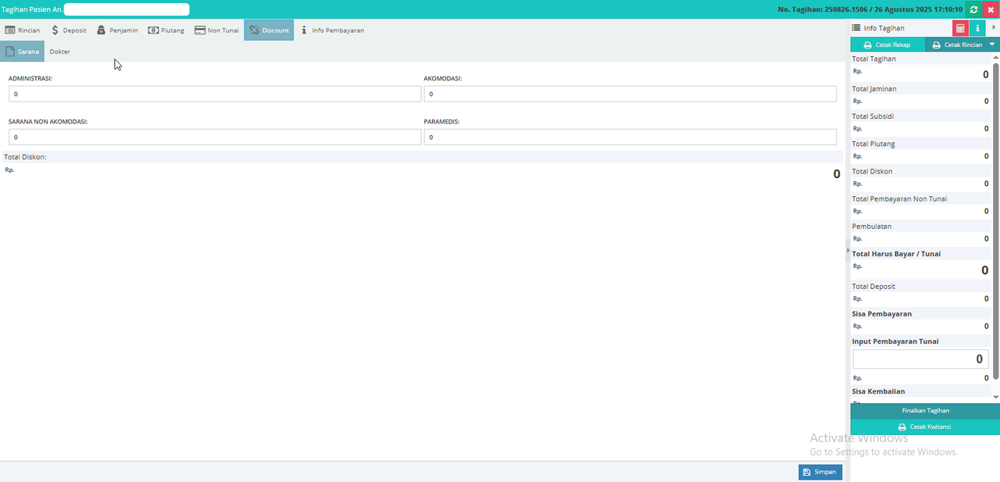 Tagihan Pasien An.
No. Tagihan: 250826.1506 / 26 Agustus 2025 17:10:10
Rincian Deposit Penjamin Piutang Non Tunai Discount Info Pembayaran
Sarana Dokter
ADMINISTRASI: AKOMODASI:
0 0
SARANA NON AKOMODASI: PARAMEDIS:
0 0
Total Diskon:
Rp. 0
Simpan
Info Tagihan
Cetak Rekap Cetak Rincian
Total Tagihan
Rp. 0
Total Jaminan
Rp. 0
Total Subsidi
Rp. 0
Total Piutang
Rp. 0
Total Diskon
Rp. 0
Total Pembayaran Non Tunai
Rp. 0
Pembulatan
Rp. 0
Total Harus Bayar / Tunai
Rp. 0
Total Deposit
Rp. 0
Sisa Pembayaran
Rp. 0
Input Pembayaran Tunai
0
Rp. 0
Sisa Kembalian
Finalkan Tagihan
Cetak Kwitansi
Activate Windows
Go to Settings to activate Windows.